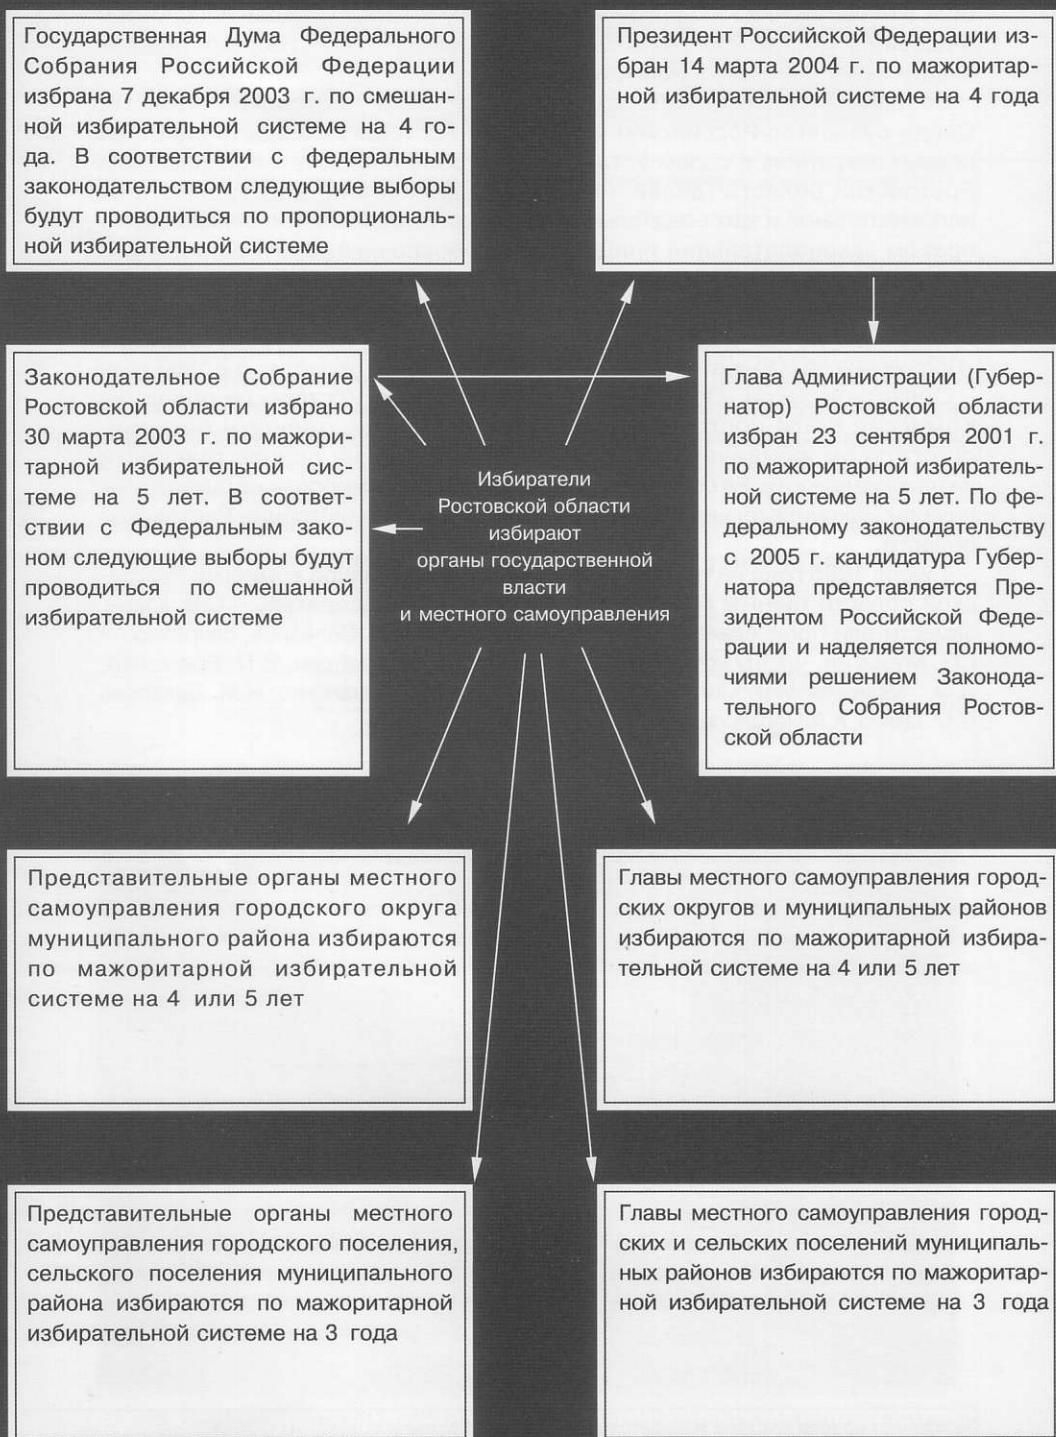 Государственная Дума Федерального
Собрания Российской Федерации
избрана 7 декабря 2003 г. по смешан-
ной избирательной системе на 4 го-
да. В соответствии с федеральным
законодательством следующие выборы
будут проводиться по пропорциональ-
ной избирательной системе
Президент Российской Федерации из-
бран 14 марта 2004 г. по мажоритар-
ной избирательной системе на 4 года
Законодательное Собрание
Ростовской области избрано
30 марта 2003 г. по мажори-
тарной избирательной сис-
теме на 5 лет. В соответ-
ствии с Федеральным зако-
ном следующие выборы будут
проводиться по смешанной
избирательной системе
Избиратели
Ростовской области
избирают
органы государственной
власти
и местного самоуправления
Глава Администрации (Губер-
натор) Ростовской области
избран 23 сентября 2001 г.
по мажоритарной избиратель-
ной системе на 5 лет. По фе-
деральному законодательству
с 2005 г. кандидатура Губер-
натора представляется Пре-
зидентом Российской Феде-
рации и наделяется полномо-
чиями решением Законода-
тельного Собрания Ростов-
ской области
Представительные органы местного
самоуправления городского округа
муниципального района избираются
по мажоритарной избирательной
системе на 4 или 5 лет
Главы местного самоуправления город-
ских округов и муниципальных районов
избираются по мажоритарной избира-
тельной системе на 4 или 5 лет
Представительные органы местного
самоуправления городского поселения,
сельского поселения муниципального
района избираются по мажоритарной
избирательной системе на 3 года
Главы местного самоуправления город-
ских и сельских поселений муниципаль-
ных районов избираются по мажоритар-
ной избирательной системе на 3 года